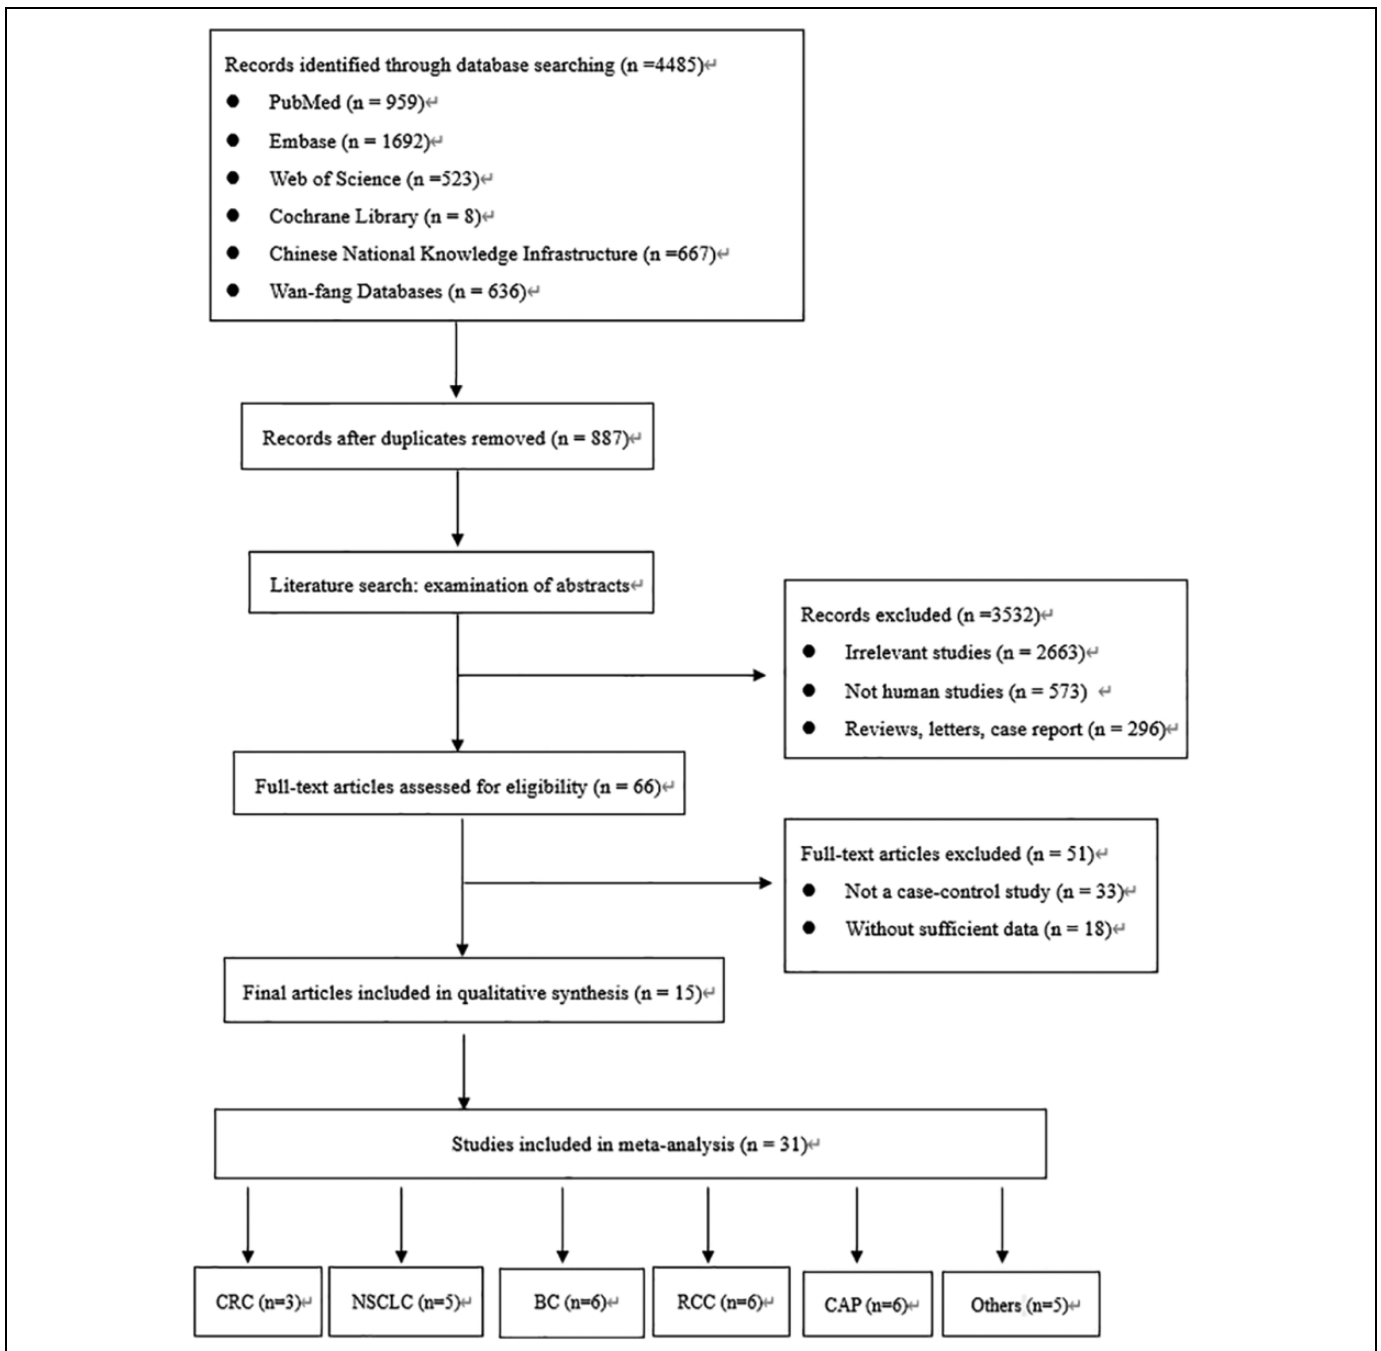 Records identified through database searching (n =4485)↵
● PubMed (n = 959)↵
● Embase (n = 1692)↵
● Web of Science (n =523)↵
● Cochrane Library (n = 8)↵
● Chinese National Knowledge Infrastructure (n =667)↵
● Wan-fang Databases (n = 636)↵
Records after duplicates removed (n = 887)↵
Literature search: examination of abstracts↵
Records excluded (n =3532)↵
● Irrelevant studies (n = 2663)↵
● Not human studies (n = 573) ↵
● Reviews, letters, case report (n = 296)↵
Full-text articles assessed for eligibility (n = 66)↵
Full-text articles excluded (n = 51)↵
● Not a case-control study (n = 33)↵
● Without sufficient data (n = 18)↵
Final articles included in qualitative synthesis (n = 15)↵
Studies included in meta-analysis (n = 31)↵
CRC (n=3)↵
NSCLC (n=5)↵
BC (n=6)↵
RCC (n=6)↵
CAP (n=6)↵
Others (n=5)↵